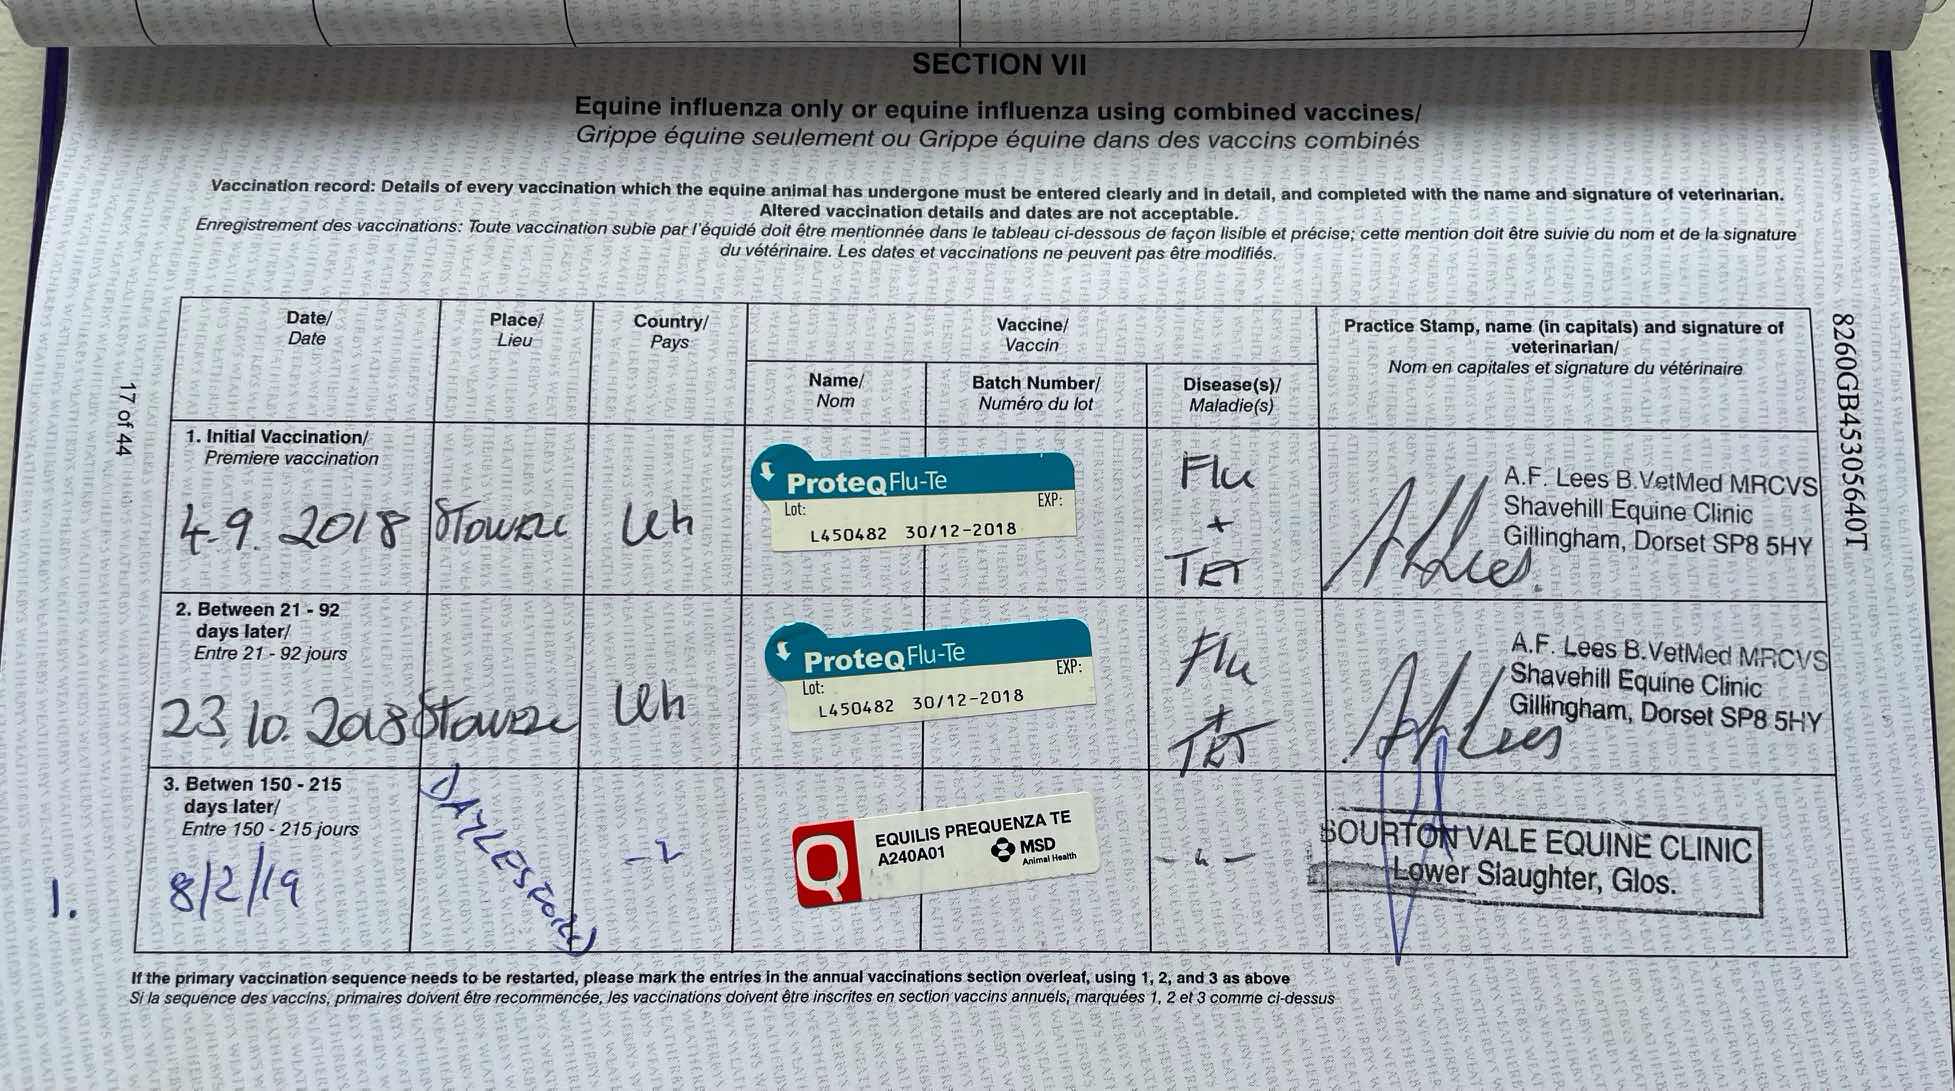 SECTION VII
Equine influenza only or equine influenza using combined vaccines/
Grippe équine seulement ou Grippe équine dans des vaccins combinés
Vaccination record: Details of every vaccination which the equine animal has undergone must be entered clearly and in detail, and completed with the name and signature of veterinarian.
Altered vaccination details and dates are not acceptable.
Enregistrement des vaccinations: Toute vaccination subie par l'équidé doit être mentionnée dans le tableau ci-dessous de façon lisible et précise; cette mention doit être suivie du nom et de la signature
du vétérinaire. Les dates et vaccinations ne peuvent pas être modifiés.
Date/
Date
Place/
Lieu
Country/
Pays
Vaccine/
Vaccin
Practice Stamp, name (in capitals) and signature of
veterinarian/
Nom en capitales et signature du vétérinaire
Name/
Nom
Batch Number/
Numéro du lot
Disease(s)/
Maladie(s)
17 of 44
8260GB45305640T
1. Initial Vaccination/
Premiere vaccination
4-9. 2018
Uk
ProteqFlu-Te
Lot:
EXP:
L450482 30/12-2018
Flu
+
TET
A.F. Lees B.VetMed MRCVS
Shavehill Equine Clinic
Gillingham, Dorset SP8 5HY
AFLees
2. Between 21 - 92
days later/
Entre 21 - 92 jours
23.10.2018
Uk
ProteqFlu-Te
Lot:
EXP:
L450482 30/12-2018
Flu
+
TET
A.F. Lees B.VetMed MRCVS
Shavehill Equine Clinic
Gillingham, Dorset SP8 5HY
AFLees
3. Betwen 150 - 215
days later/
Entre 150 - 215 jours
1.
8/2/19
DAYLESFORD
Q
EQUILIS PREQUENZA TE
A240A01
MSD
Animal Health
BOURTON VALE EQUINE CLINIC
Lower Slaughter, Glos.
If the primary vaccination sequence needs to be restarted, please mark the entries in the annual vaccinations section overleaf, using 1, 2, and 3 as above
Si la sequence des vaccins, primaires doivent être recommencée, les vaccinations doivent être inscrites en section vaccins annuels, marquées 1, 2 et 3 comme ci-dessus